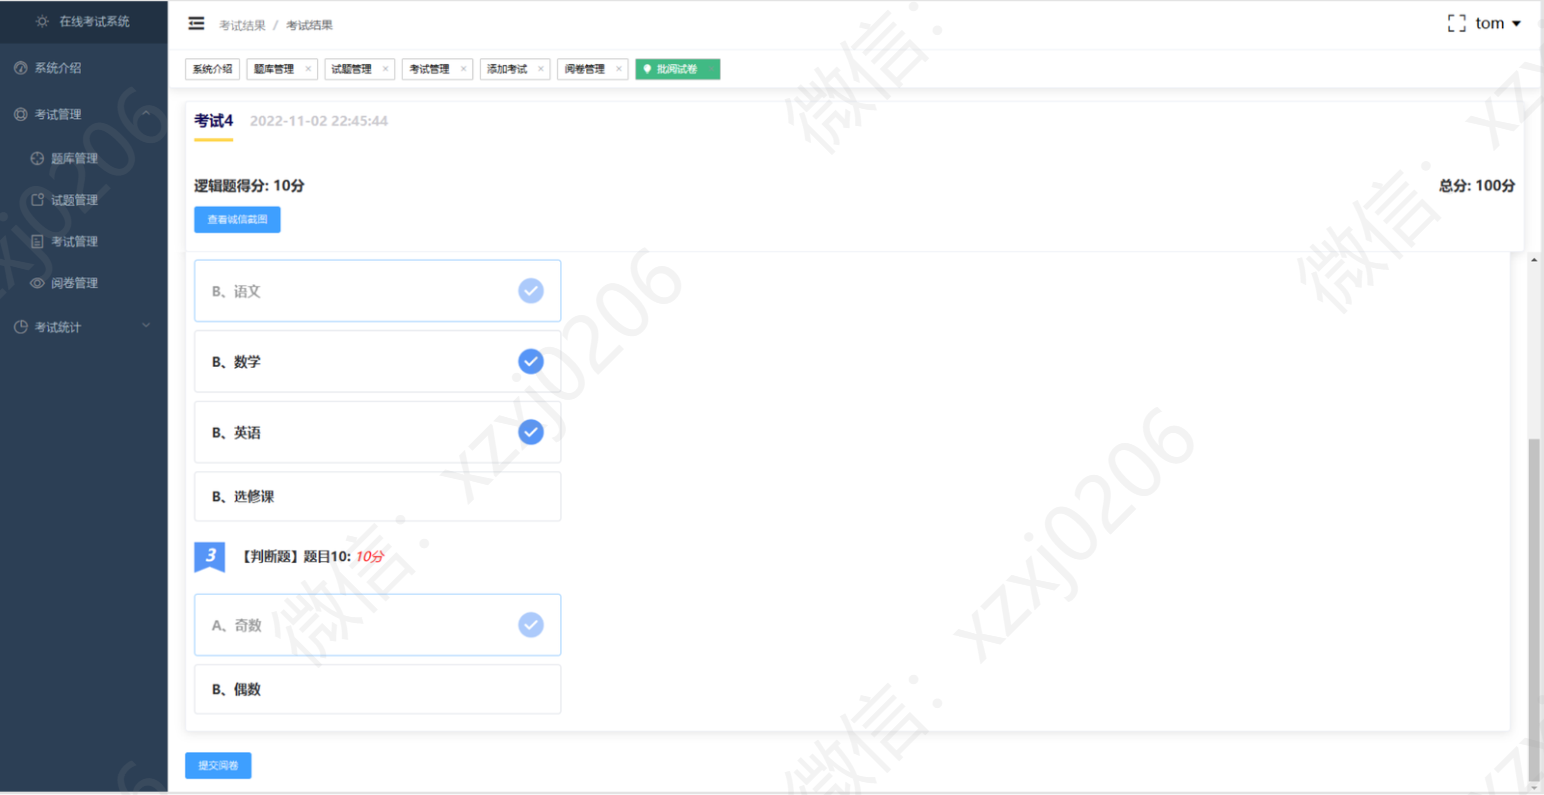 在线考试系统
考试结果 / 考试结果
tom
系统介绍
考试管理
题库管理
试题管理
考试管理
阅卷管理
考试统计
系统介绍 题库管理 × 试题管理 × 考试管理 × 添加考试 × 阅卷管理 × 批阅试卷
考试4 2022-11-02 22:45:44
逻辑题得分: 10分
总分: 100分
查看诚信截图
B、语文
B、数学
B、英语
B、选修课
3 【判断题】题目10: 10分
A、奇数
B、偶数
提交阅卷
微信：xzxj0206
微信：xzxj0206